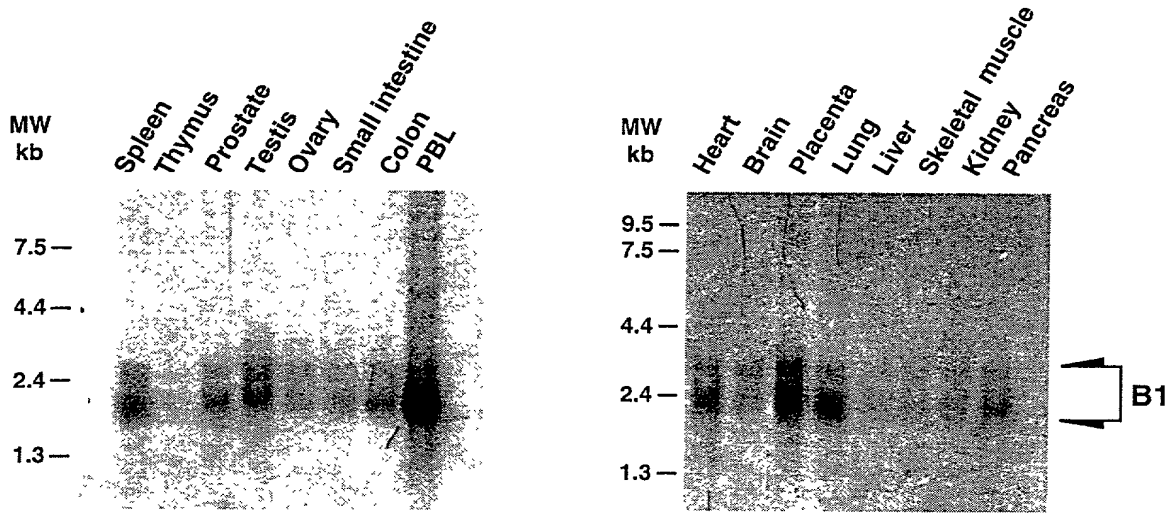 MW
kb
Spleen
Thymus
Prostate
Testis
Ovary
Small intestine
Colon
PBL
7.5
4.4
2.4
1.3
MW
kb
Heart
Brain
Placenta
Lung
Liver
Skeletal muscle
Kidney
Pancreas
9.5
7.5
4.4
2.4
1.3
B1